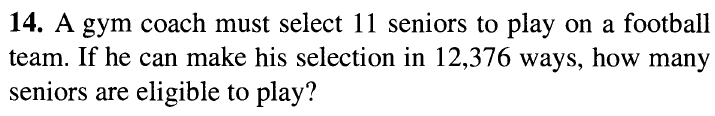 14. A gym coach must select 11 seniors to play on a football
team. If he can make his selection in 12,376 ways, how many
seniors are eligible to play?